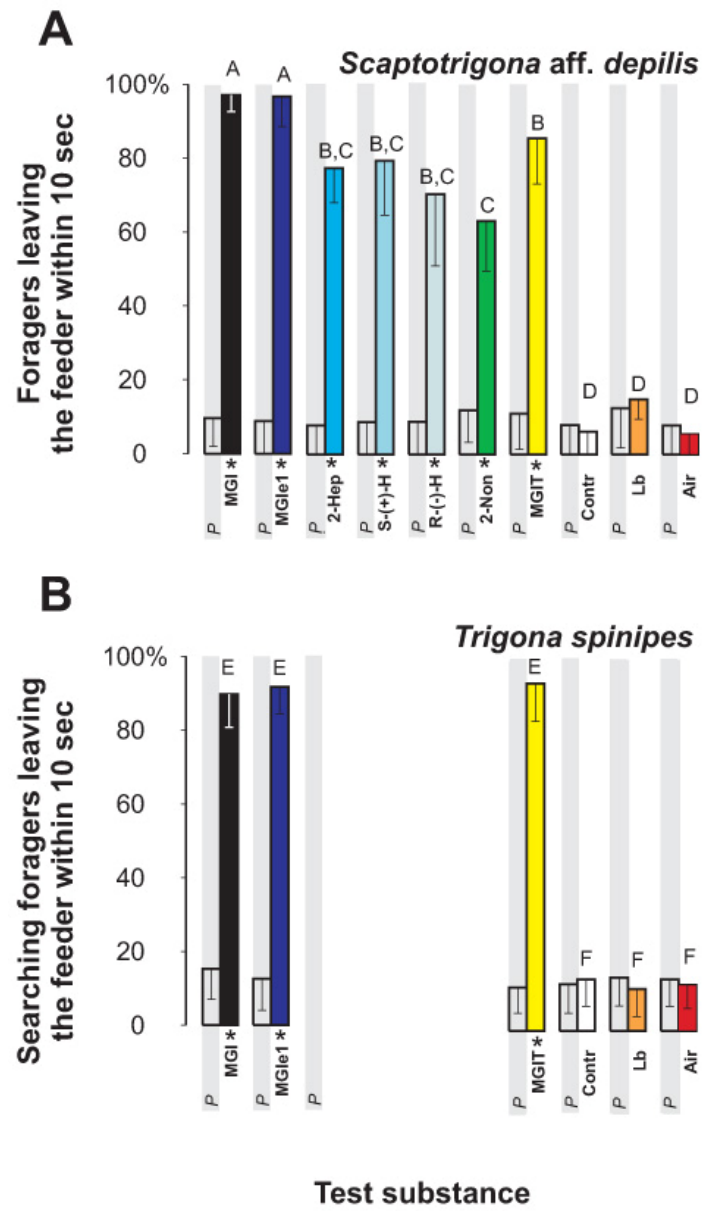 A
Scaptotrigona aff. depilis
Foragers leaving
the feeder within 10 sec
100%
80
60
40
20
0
A
A
B,C
B,C
B,C
C
B
D
D
D
P
MGI *
P
MGIe1 *
P
2-Hep *
P
S-(+)-H *
P
R-(-)-H *
P
2-Non *
P
MGIT *
P
Contr
P
Lb
P
Air
B
Trigona spinipes
Searching foragers leaving
the feeder within 10 sec
100%
80
60
40
20
0
E
E
E
F
F
F
P
MGI *
P
MGIe1 *
P
P
MGIT *
P
Contr
P
Lb
P
Air
Test substance